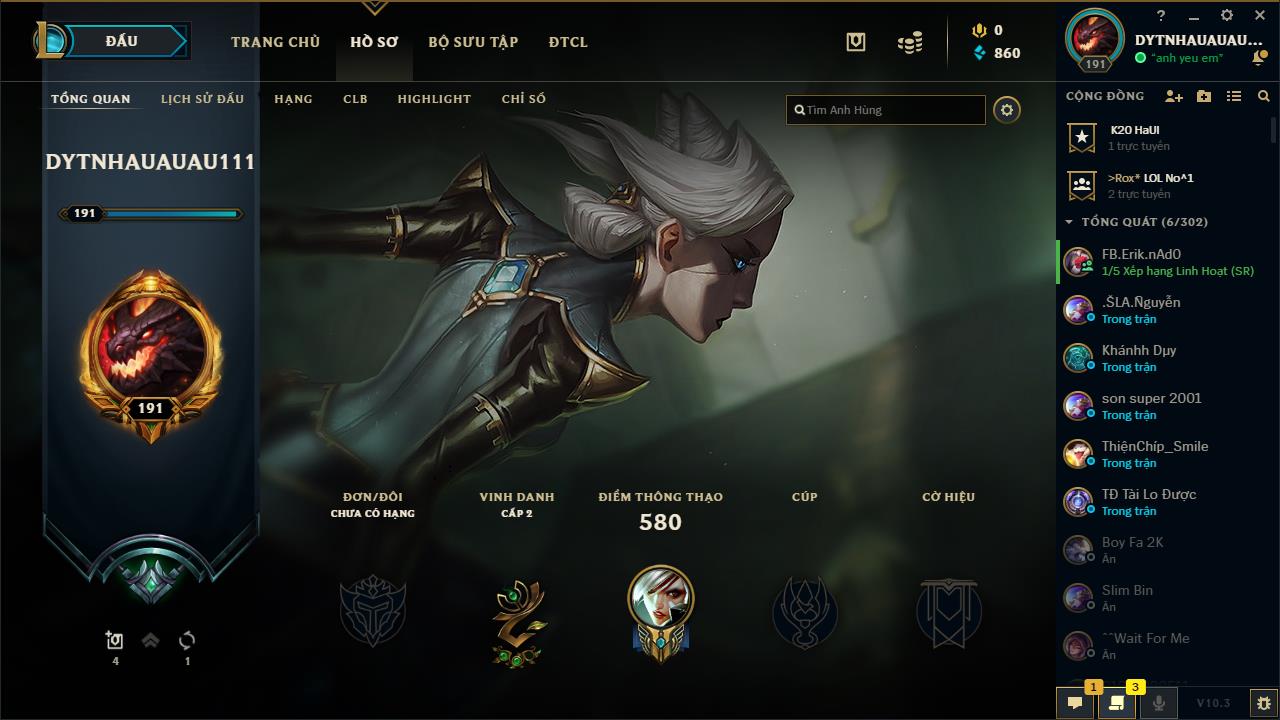 ĐẤU
TRANG CHỦ
HỒ SƠ
BỘ SƯU TẬP
ĐTCL
0
860
?
DYTNHAUAUAU...
"anh yeu em"
191
TỔNG QUAN
LỊCH SỬ ĐẤU
HẠNG
CLB
HIGHLIGHT
CHỈ SỐ
Tìm Anh Hùng
DYTNHAUAUAU111
191
191
4
1
ĐƠN/ĐÔI
CHƯA CÓ HẠNG
VINH DANH
CẤP 2
ĐIỂM THÔNG THẠO
580
CÚP
CỜ HIỆU
CỘNG ĐỒNG
K20 HaUI
1 trực tuyến
>Rox* LOL No^1
2 trực tuyến
TỔNG QUÁT (6/302)
FB.Erik.nAdO
1/5 Xếp hạng Linh Hoạt (SR)
.ŠLA.Ñguyễn
Trong trận
Khánhh Dμy
Trong trận
son super 2001
Trong trận
ThiệnChíp_Smile
Trong trận
TĐ Tài Lo Được
Trong trận
Boy Fa 2K
Ẩn
Slim Bin
Ẩn
^^Wait For Me
Ẩn
1
3
V10.3